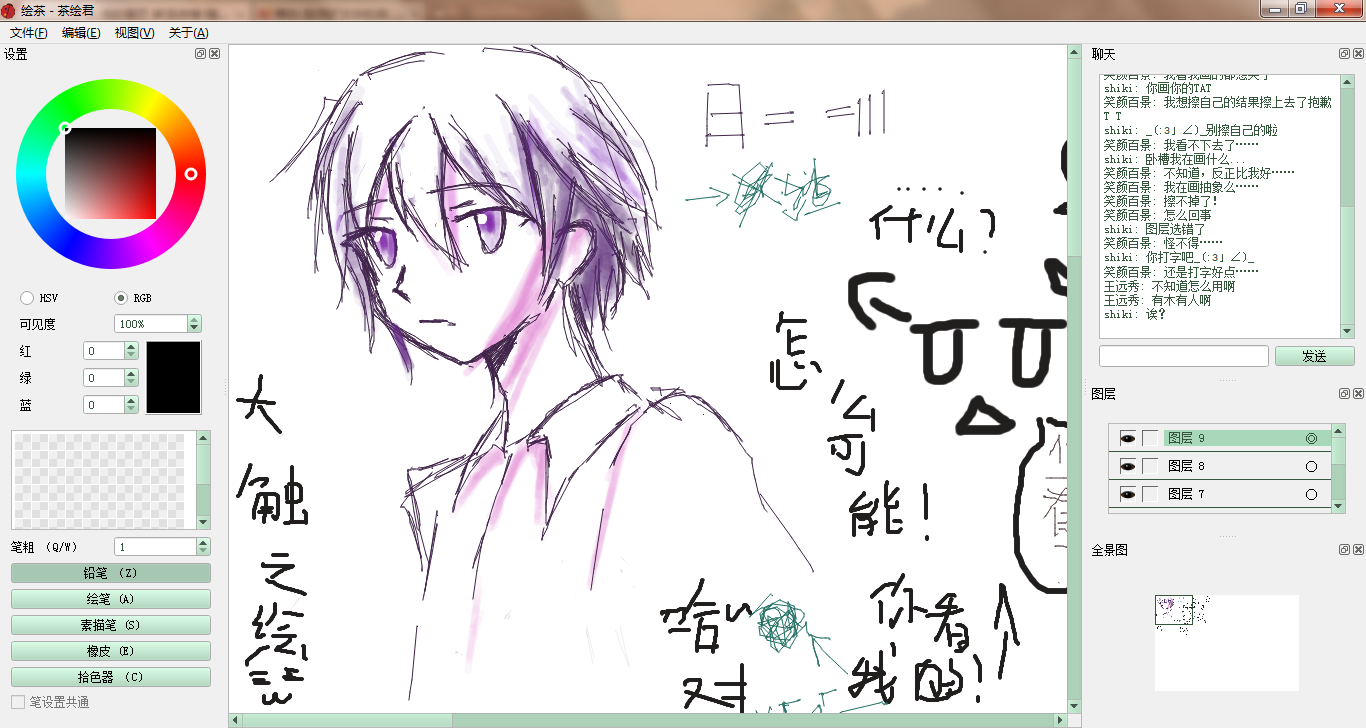 绘茶 - 茶绘君
文件(F) 编辑(E) 视图(V) 关于(A)
设置
HSV RGB
可见度 100%
红 0
绿 0
蓝 0
笔粗 (Q/W) 1
铅笔 (Z)
绘笔 (A)
素描笔 (S)
橡皮 (E)
拾色器 (C)
笔设置共通
日 = =
什么?
怎
么
可
能!
大
触
之
绘
你看
我的!
对
聊天
shiki: 你画你的TAT
笑颜百景: 我想擦自己的结果擦上去了抱歉
T T
shiki: _(:3」∠)_别擦自己的啦
笑颜百景: 我看不下去了……
shiki: 卧槽我在画什么...
笑颜百景: 不知道，反正比我好……
笑颜百景: 我在画抽象么……
笑颜百景: 擦不掉了!
笑颜百景: 怎么回事
shiki: 图层选错了
笑颜百景: 怪不得……
shiki: 你打字吧_(:3」∠)_
笑颜百景: 还是打字好点……
王远秀: 不知道怎么用啊
王远秀: 有木有人啊
shiki: 诶?
发送
图层
图层 9
图层 8
图层 7
全景图